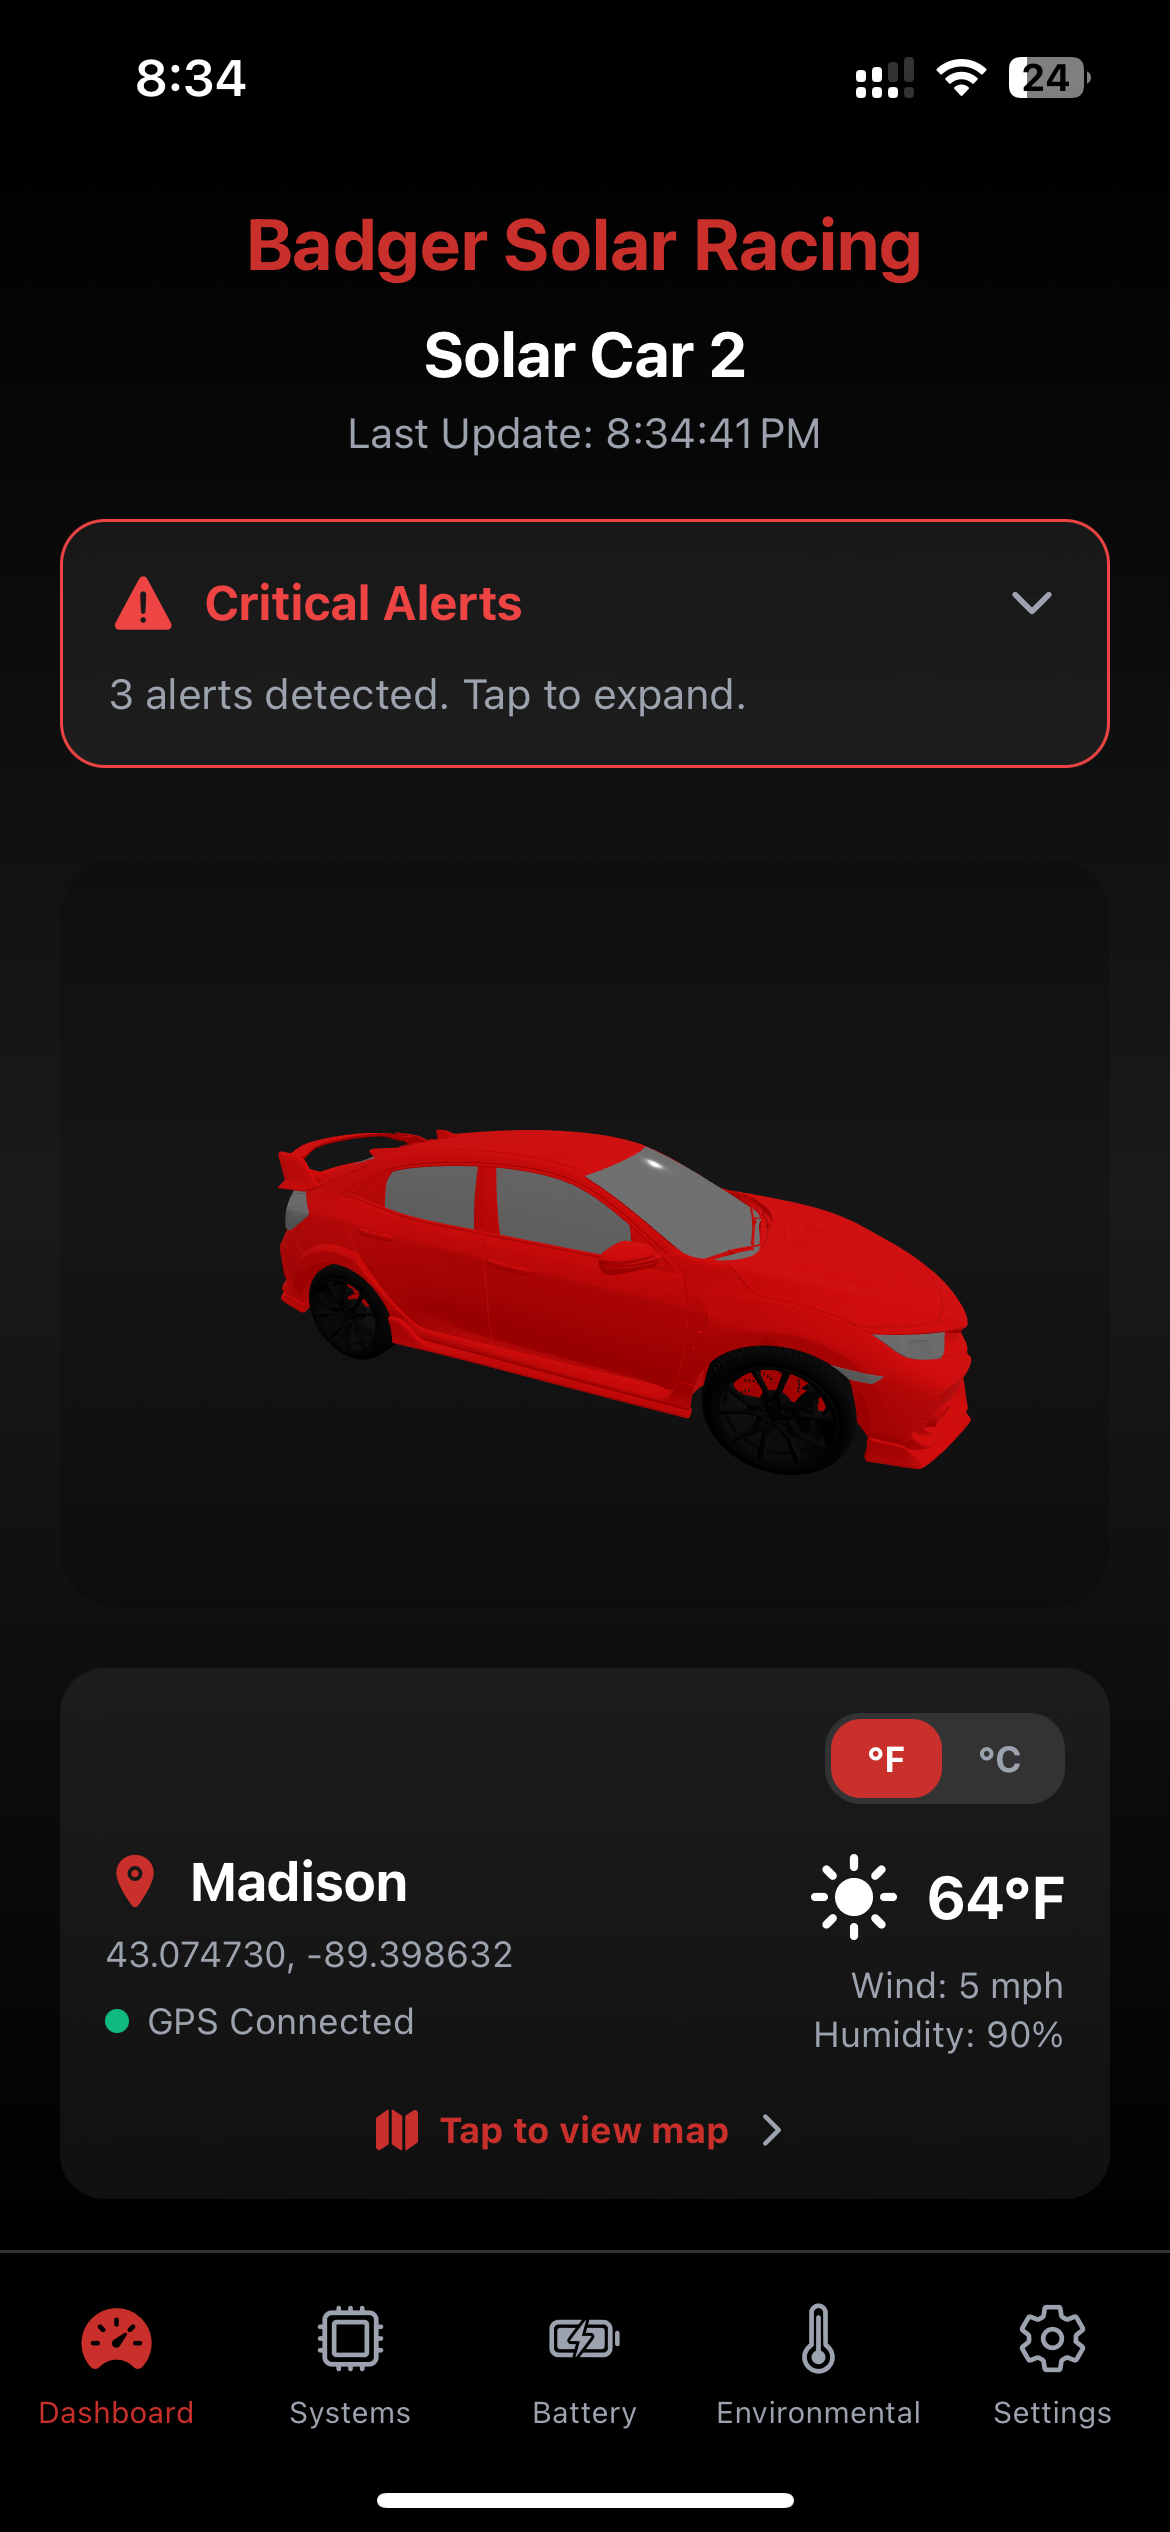 8:34
24
Badger Solar Racing
Solar Car 2
Last Update: 8:34:41 PM
Critical Alerts
3 alerts detected. Tap to expand.
°F °C
Madison
43.074730, -89.398632
GPS Connected
64°F
Wind: 5 mph
Humidity: 90%
Tap to view map
Dashboard
Systems
Battery
Environmental
Settings